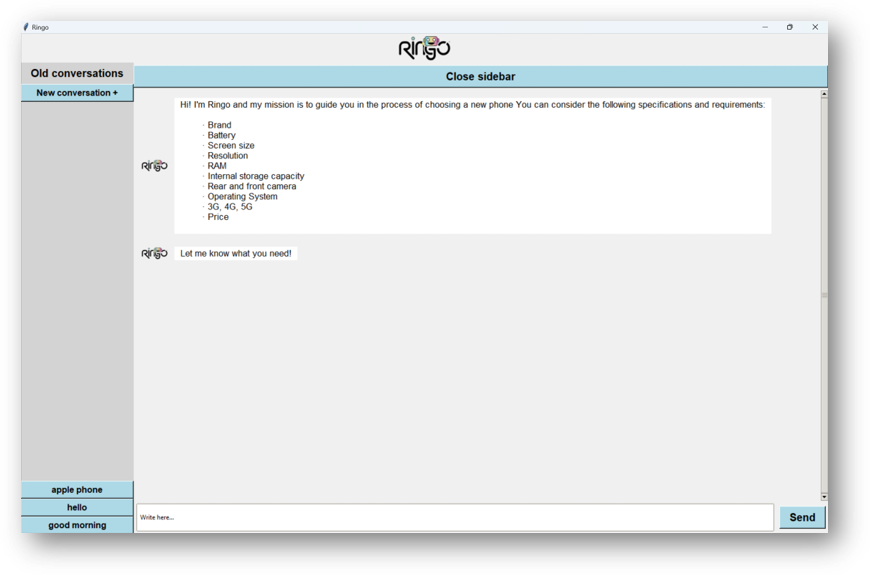 Ringo
Ringo
Old conversations
Close sidebar
New conversation +
Hi! I'm Ringo and my mission is to guide you in the process of choosing a new phone You can consider the following specifications and requirements:
· Brand
· Battery
· Screen size
· Resolution
· RAM
· Internal storage capacity
· Rear and front camera
· Operating System
· 3G, 4G, 5G
· Price
Ringo
Ringo
Let me know what you need!
apple phone
hello
good morning
Write here...
Send